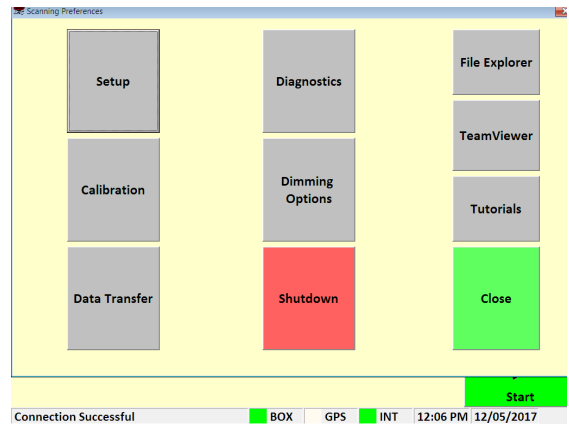 Scanning Preferences
Setup
Diagnostics
File Explorer
TeamViewer
Calibration
Dimming
Options
Tutorials
Data Transfer
Shutdown
Close
Start
Connection Successful
BOX
GPS
INT
12:06 PM
12/05/2017